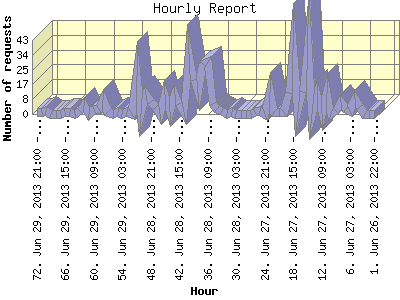 Hourly Report
Number of requests
43
34
25
17
8
0
72. Jun 29, 2013 21:00 -...
66. Jun 29, 2013 15:00 -...
60. Jun 29, 2013 09:00 -...
54. Jun 29, 2013 03:00 -...
48. Jun 28, 2013 21:00 -...
42. Jun 28, 2013 15:00 -...
36. Jun 28, 2013 09:00 -...
30. Jun 28, 2013 03:00 -...
24. Jun 27, 2013 21:00 -...
18. Jun 27, 2013 15:00 -...
12. Jun 27, 2013 09:00 -...
6. Jun 27, 2013 03:00 -...
1. Jun 26, 2013 22:00 -...
Hour